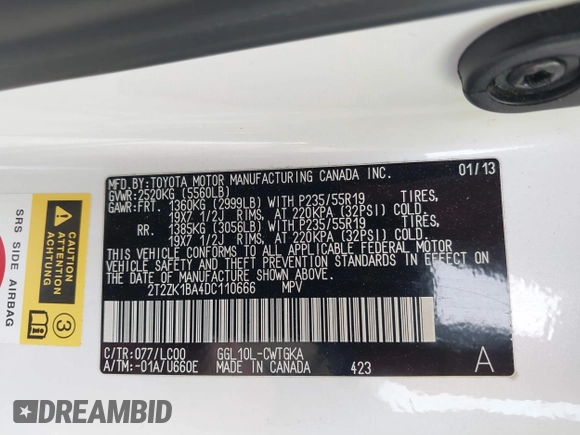 MFD.BY:TOYOTA MOTOR MANUFACTURING CANADA INC. 01/13
GVWR:2520KG (5560LB)
GAWR:FRT. 1360KG (2999LB) WITH P235/55R19
19X7 1/2J RIMS, AT 220KPA (32PSI) COLD
RR. 1385KG (3056LB) WITH P235/55R19
19X7 1/2J RIMS, AT 220KPA (32PSI) COLD.
THIS VEHICLE CONFORMS TO ALL APPLICABLE FEDERAL MOTOR
VEHICLE SAFETY AND THEFT PREVENTION STANDARDS IN EFFECT ON
THE DATE OF MANUFACTURE SHOWN ABOVE.
2T2ZK1BA4DC110666 MPV
C/TR:077/LC00 GGL10L-CWTGKA
A/TM:-01A/U660E MADE IN CANADA 423 A
SRS SIDE AIRBAG
CAUTION
ATTENTION
3
DREAMBID